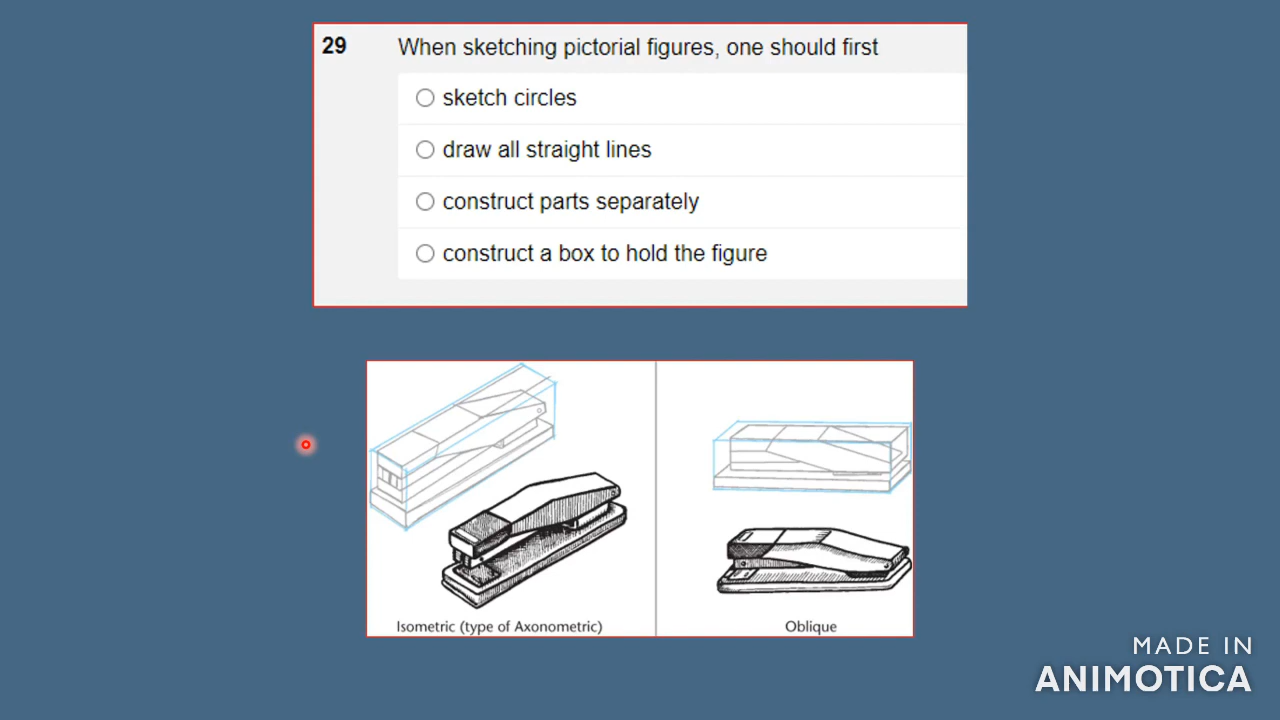 29 When sketching pictorial figures, one should first
sketch circles
draw all straight lines
construct parts separately
construct a box to hold the figure
Isometric (type of Axonometric)
Oblique
MADE IN
ANIMOTICA